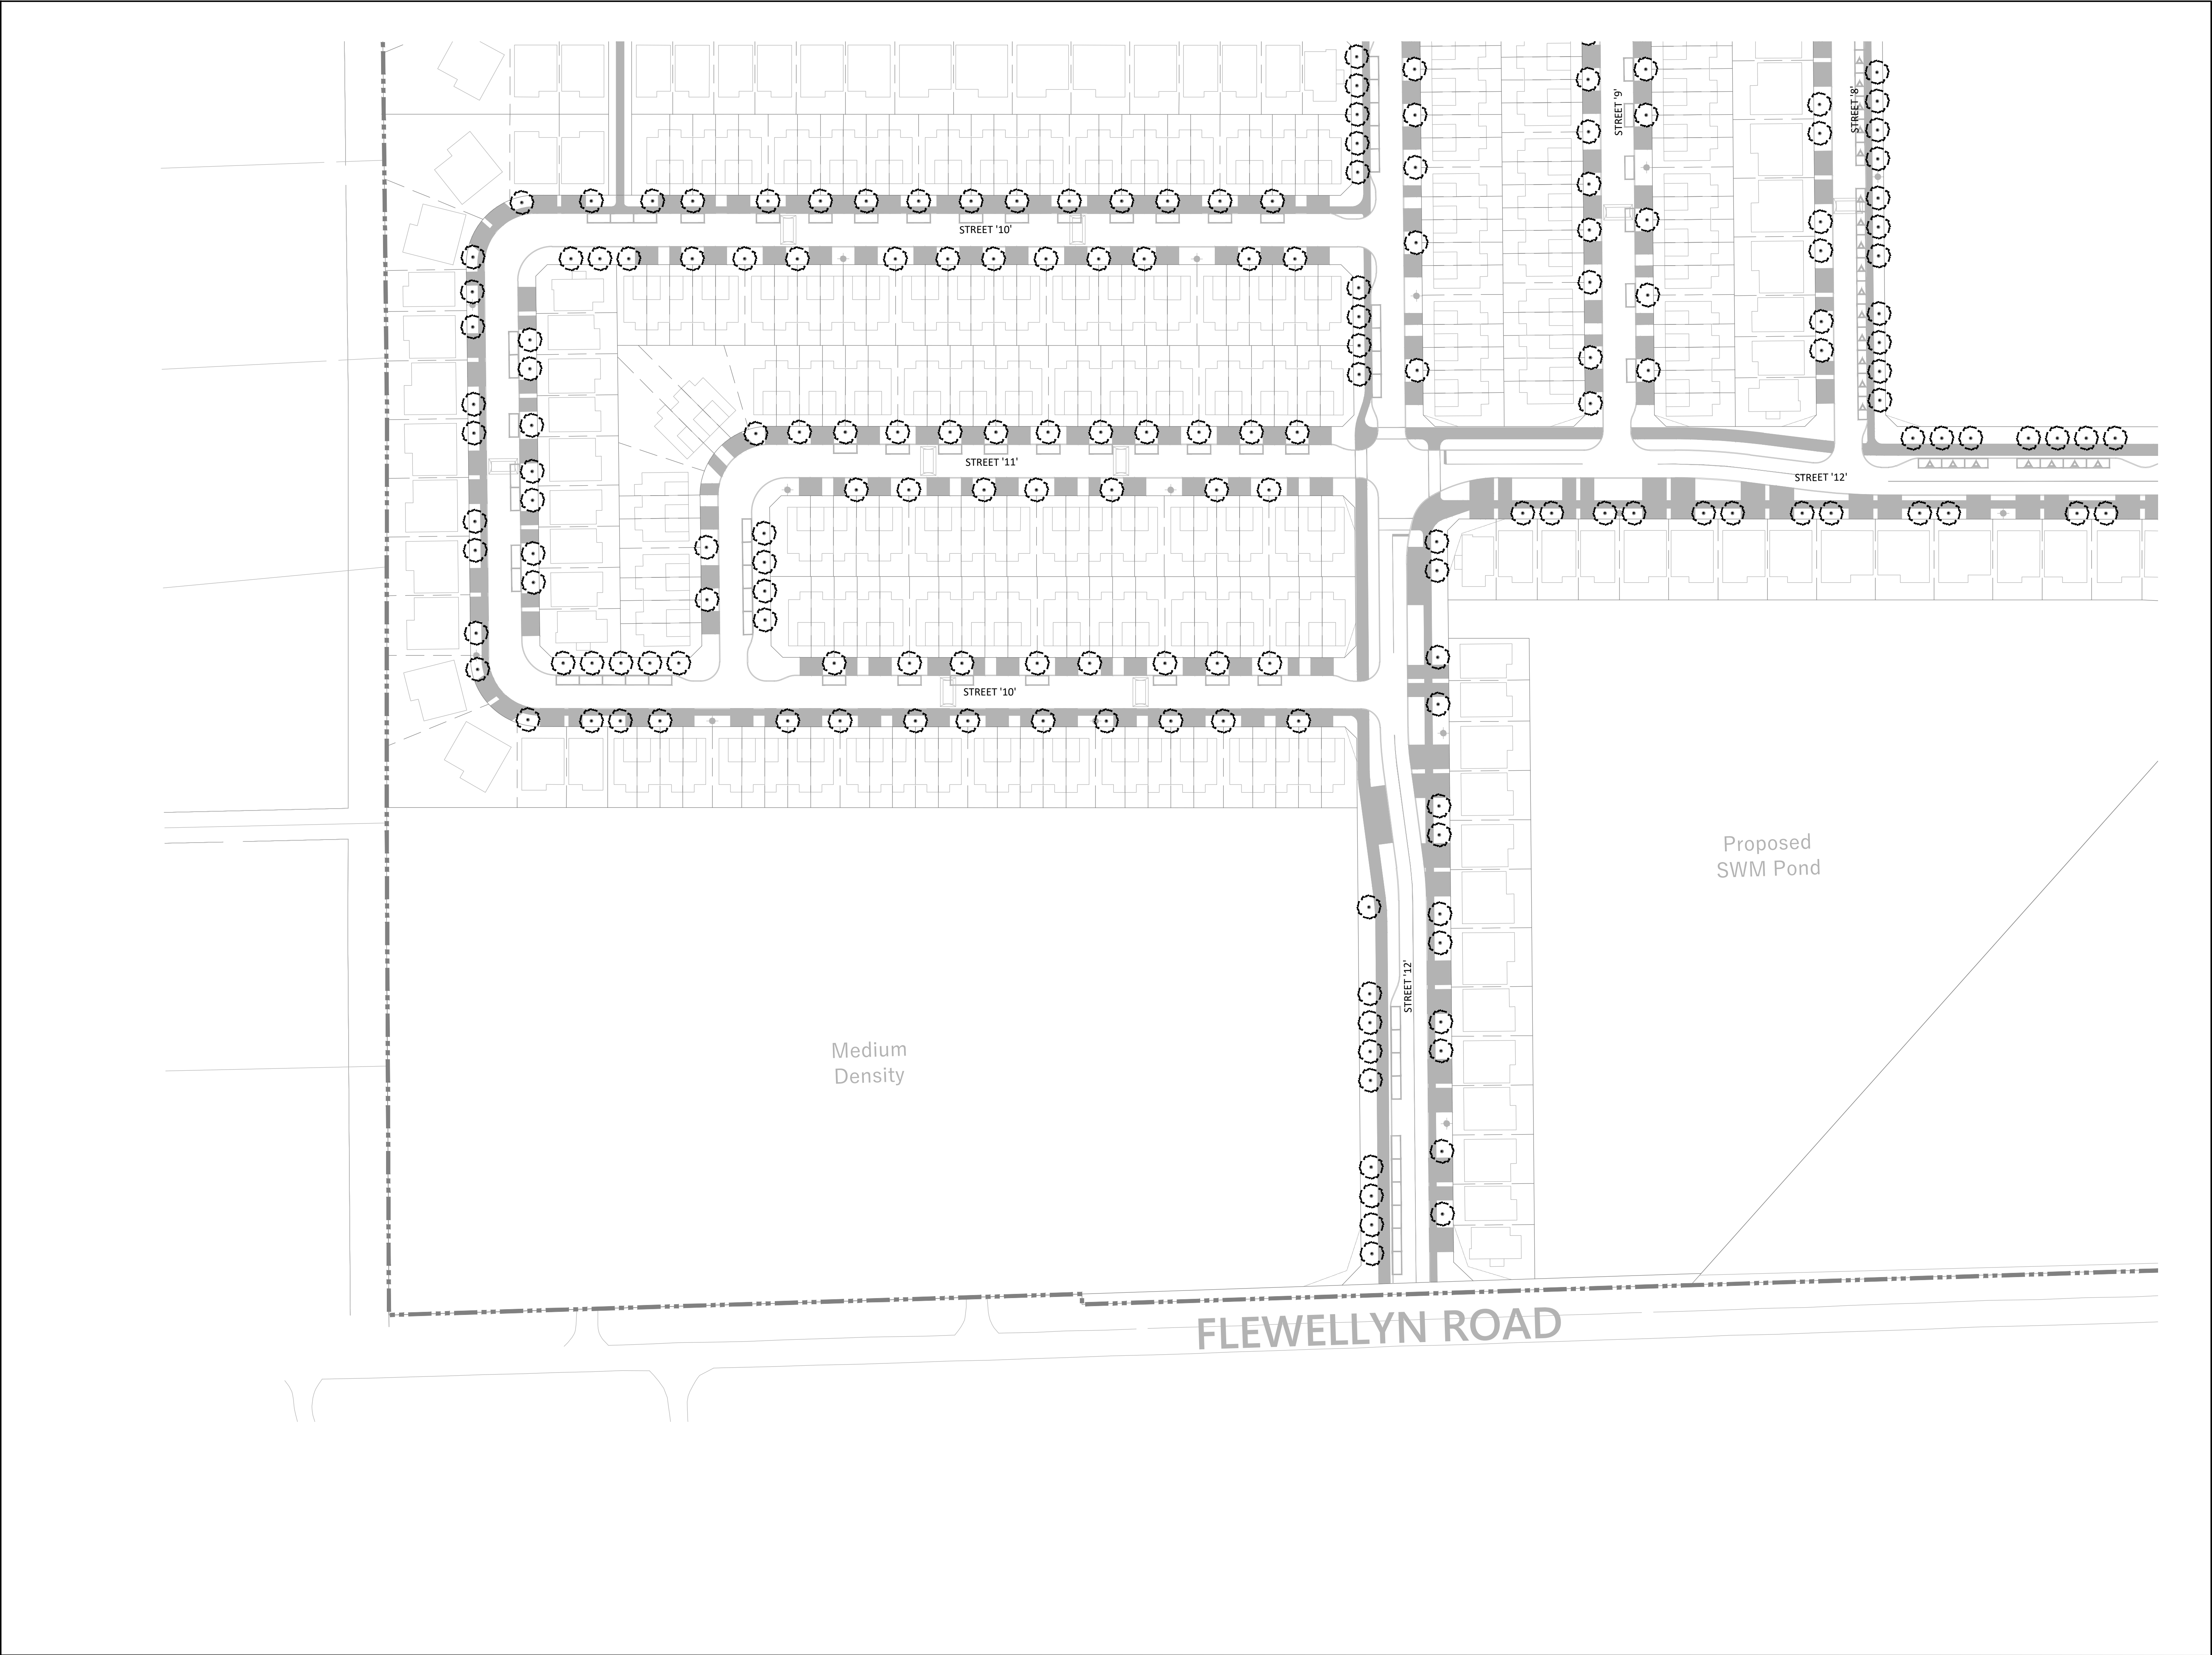 STREET '9'
STREET '8'
STREET '10'
STREET '11'
STREET '12'
STREET '10'
Proposed
SWM Pond
STREET '12'
Medium
Density
FLEWELLYN ROAD